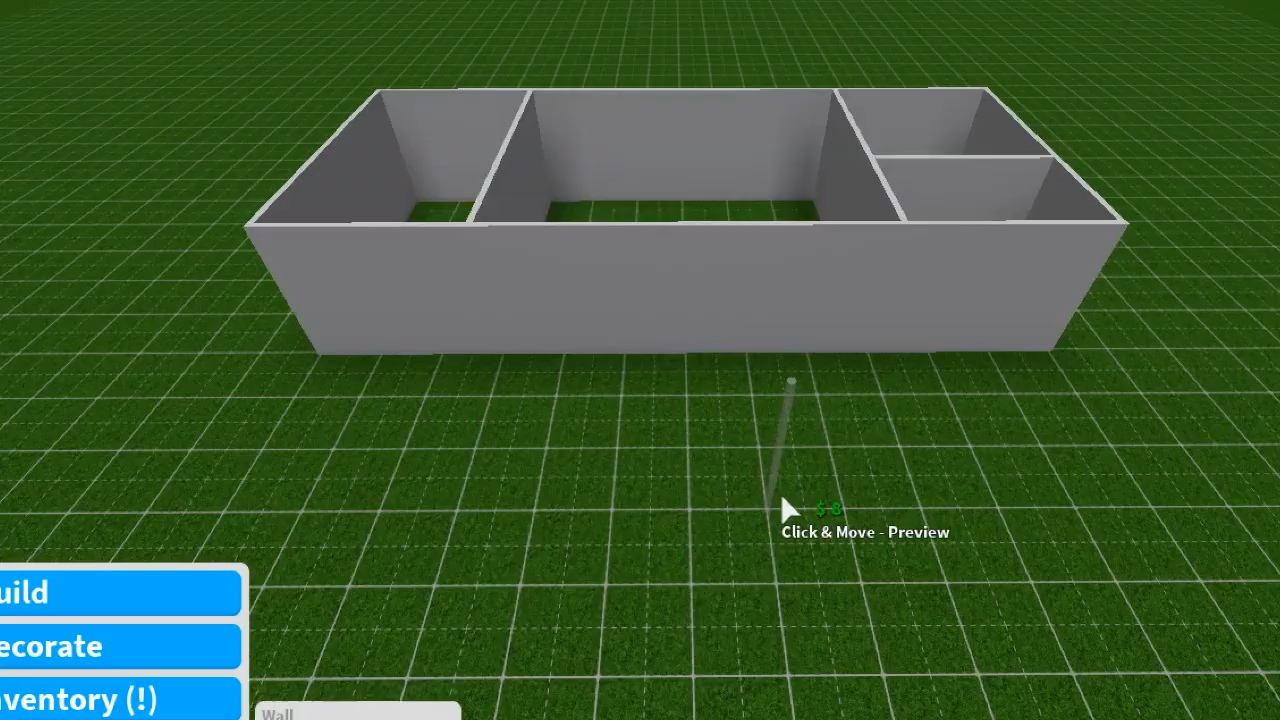 $ 8
Click & Move - Preview
uild
ecorate
nventory (!)
Wall